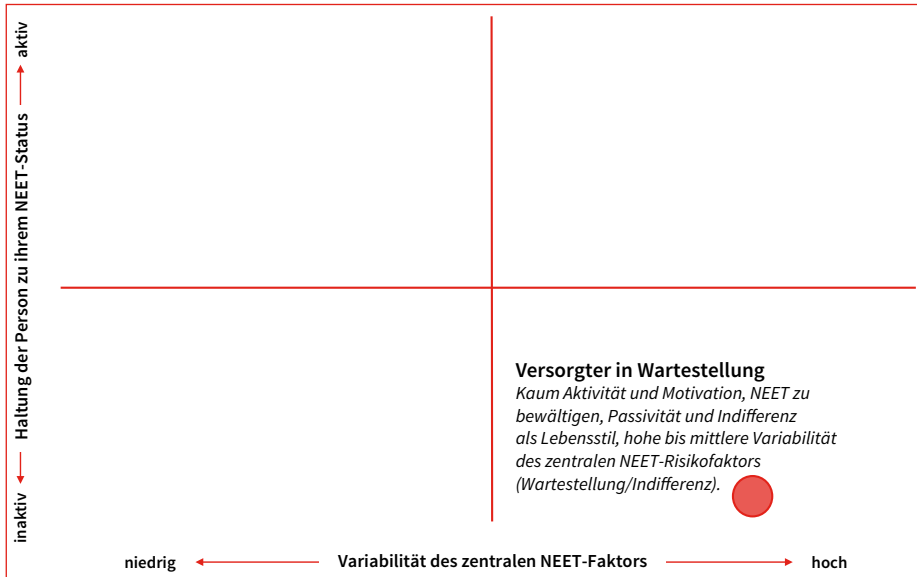 aktiv
Haltung der Person zu ihrem NEET-Status
inaktiv
Versorgter in Wartestellung
Kaum Aktivität und Motivation, NEET zu
bewältigen, Passivität und Indifferenz
als Lebensstil, hohe bis mittlere Variabilität
des zentralen NEET-Risikofaktors
(Wartestellung/Indifferenz).
niedrig
Variabilität des zentralen NEET-Faktors
hoch